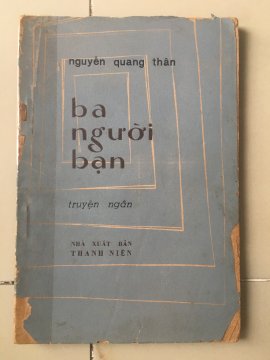 nguyễn quang thân
ba
người
bạn
truyện ngắn
NHÀ XUẤT BẢN
THANH NIÊN